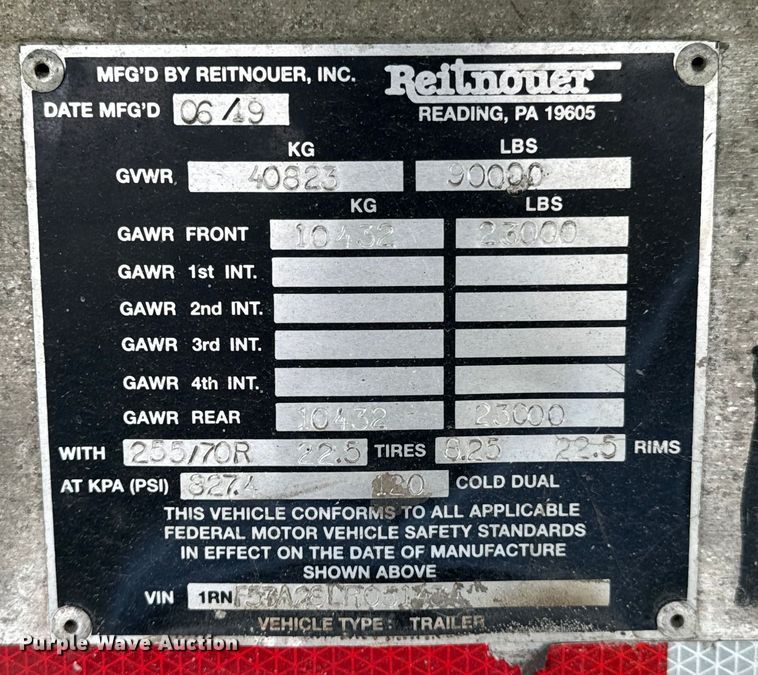 MFG'D BY REITNOUER, INC. Reitnouer
DATE MFG'D 06/19 READING, PA 19605
KG LBS
GVWR 40823 90000
KG LBS
GAWR FRONT 10432 23000
GAWR 1st INT.
GAWR 2nd INT.
GAWR 3rd INT.
GAWR 4th INT.
GAWR REAR 10432 23000
WITH 255/70R 22.5 TIRES 8.25 22.5 RIMS
AT KPA (PSI) 827.4 120 COLD DUAL
THIS VEHICLE CONFORMS TO ALL APPLICABLE
FEDERAL MOTOR VEHICLE SAFETY STANDARDS
IN EFFECT ON THE DATE OF MANUFACTURE
SHOWN ABOVE
VIN 1RN
VEHICLE TYPE: TRAILER
Purple Wave Auction